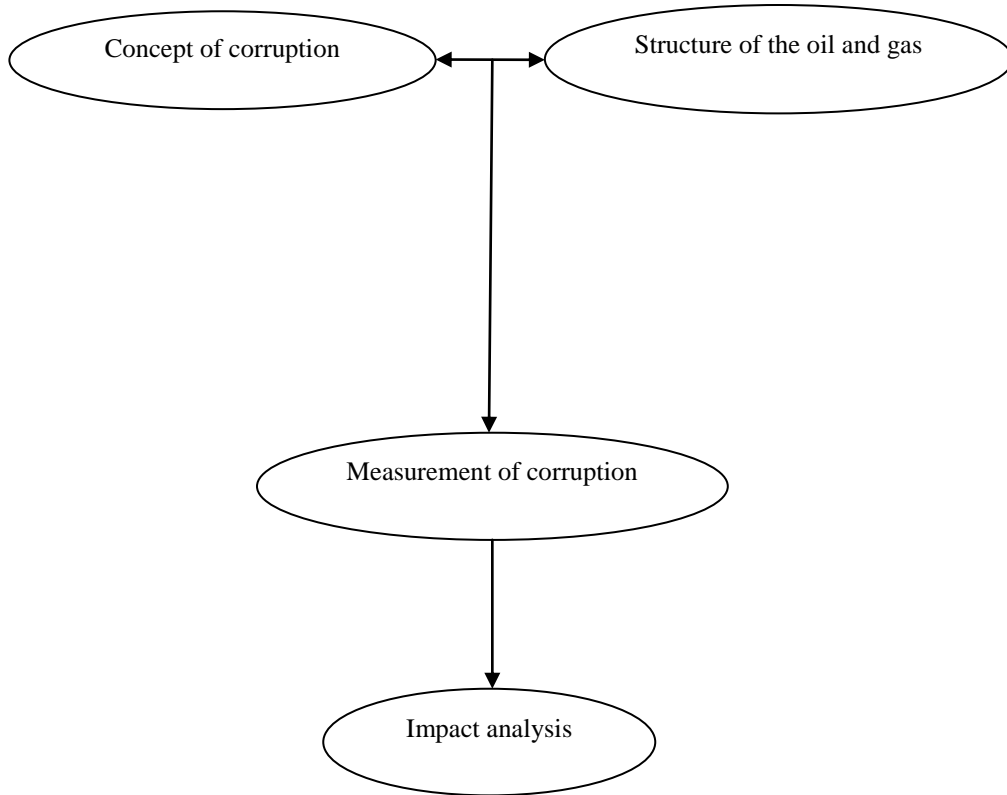 Concept of corruption
Structure of the oil and gas
Measurement of corruption
Impact analysis